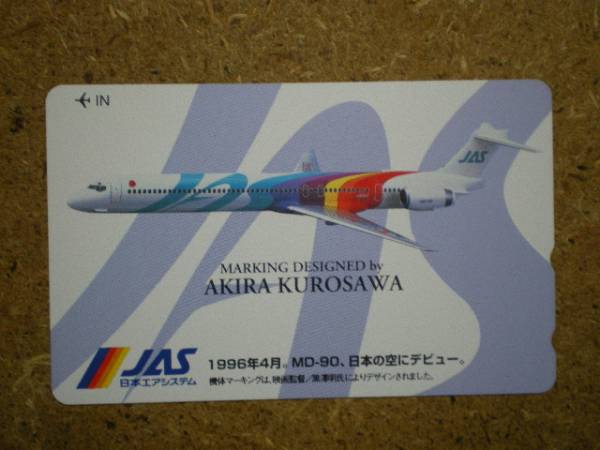 IN
JAS
MARKING DESIGNED by
AKIRA KUROSAWA
JAS
日本エアシステム
1996年4月。MD-90、日本の空にデビュー。
機体マーキングは、映画監督／黒澤明氏によりデザインされました。